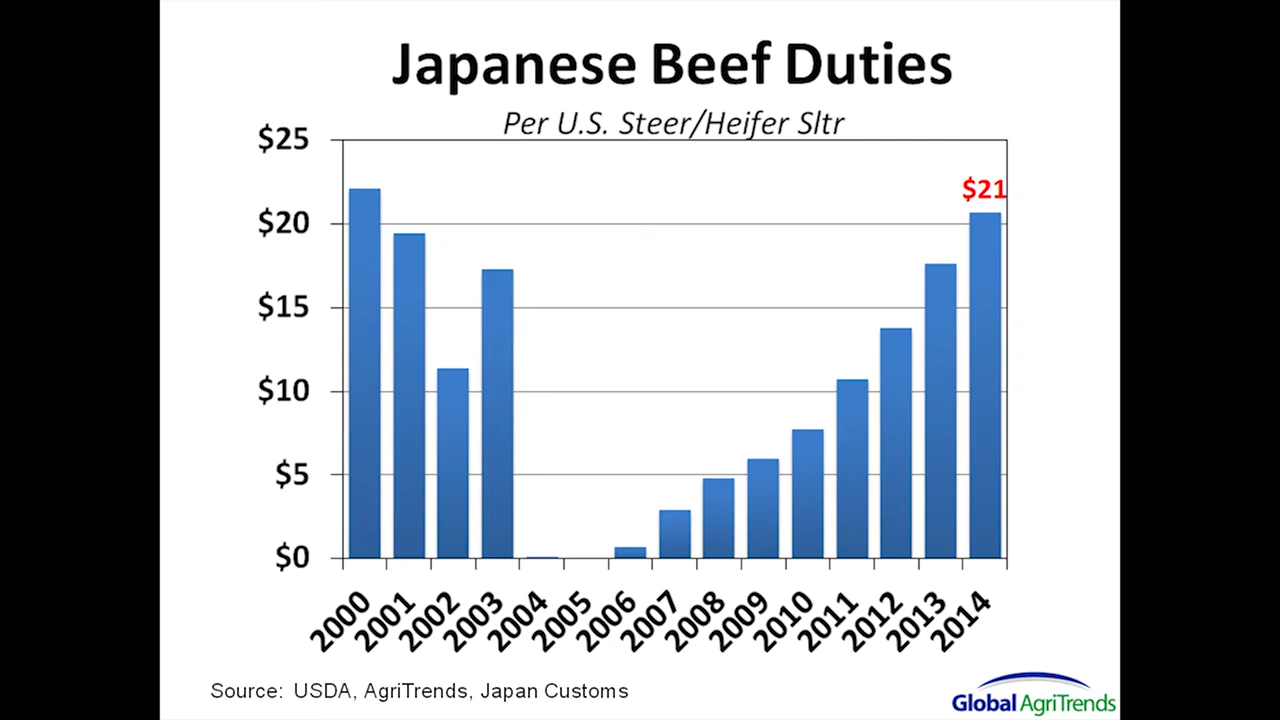 Japanese Beef Duties
Per U.S. Steer/Heifer Sltr
$25
$21
$20
$15
$10
$5
$0
2000 2001 2002 2003 2004 2005 2006 2007 2008 2009 2010 2011 2012 2013 2014
Source: USDA, AgriTrends, Japan Customs
Global AgriTrends